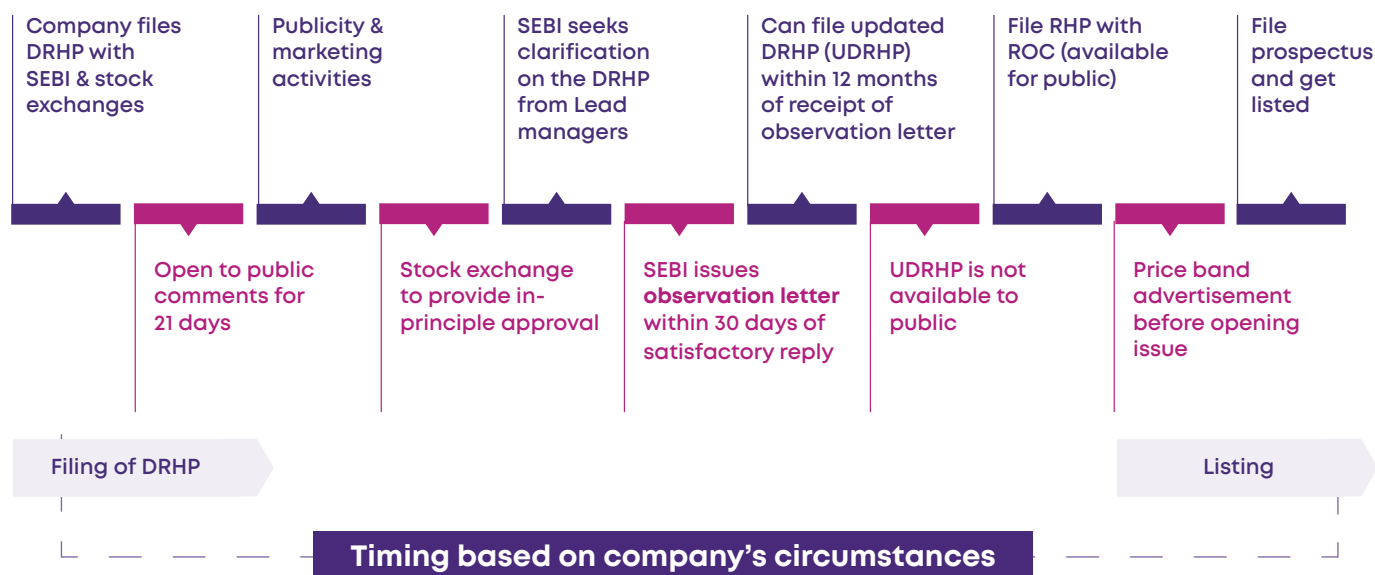 Company files
DRHP with
SEBI & stock
exchanges
Publicity &
marketing
activities
SEBI seeks
clarification
on the DRHP
from Lead
managers
Can file updated
DRHP (UDRHP)
within 12 months
of receipt of
observation letter
File RHP with
ROC (available
for public)
File
prospectus
and get
listed
Open to public
comments for
21 days
Stock exchange
to provide in-
principle approval
SEBI issues
observation letter
within 30 days of
satisfactory reply
UDRHP is not
available to
public
Price band
advertisement
before opening
issue
Filing of DRHP
Listing
Timing based on company’s circumstances